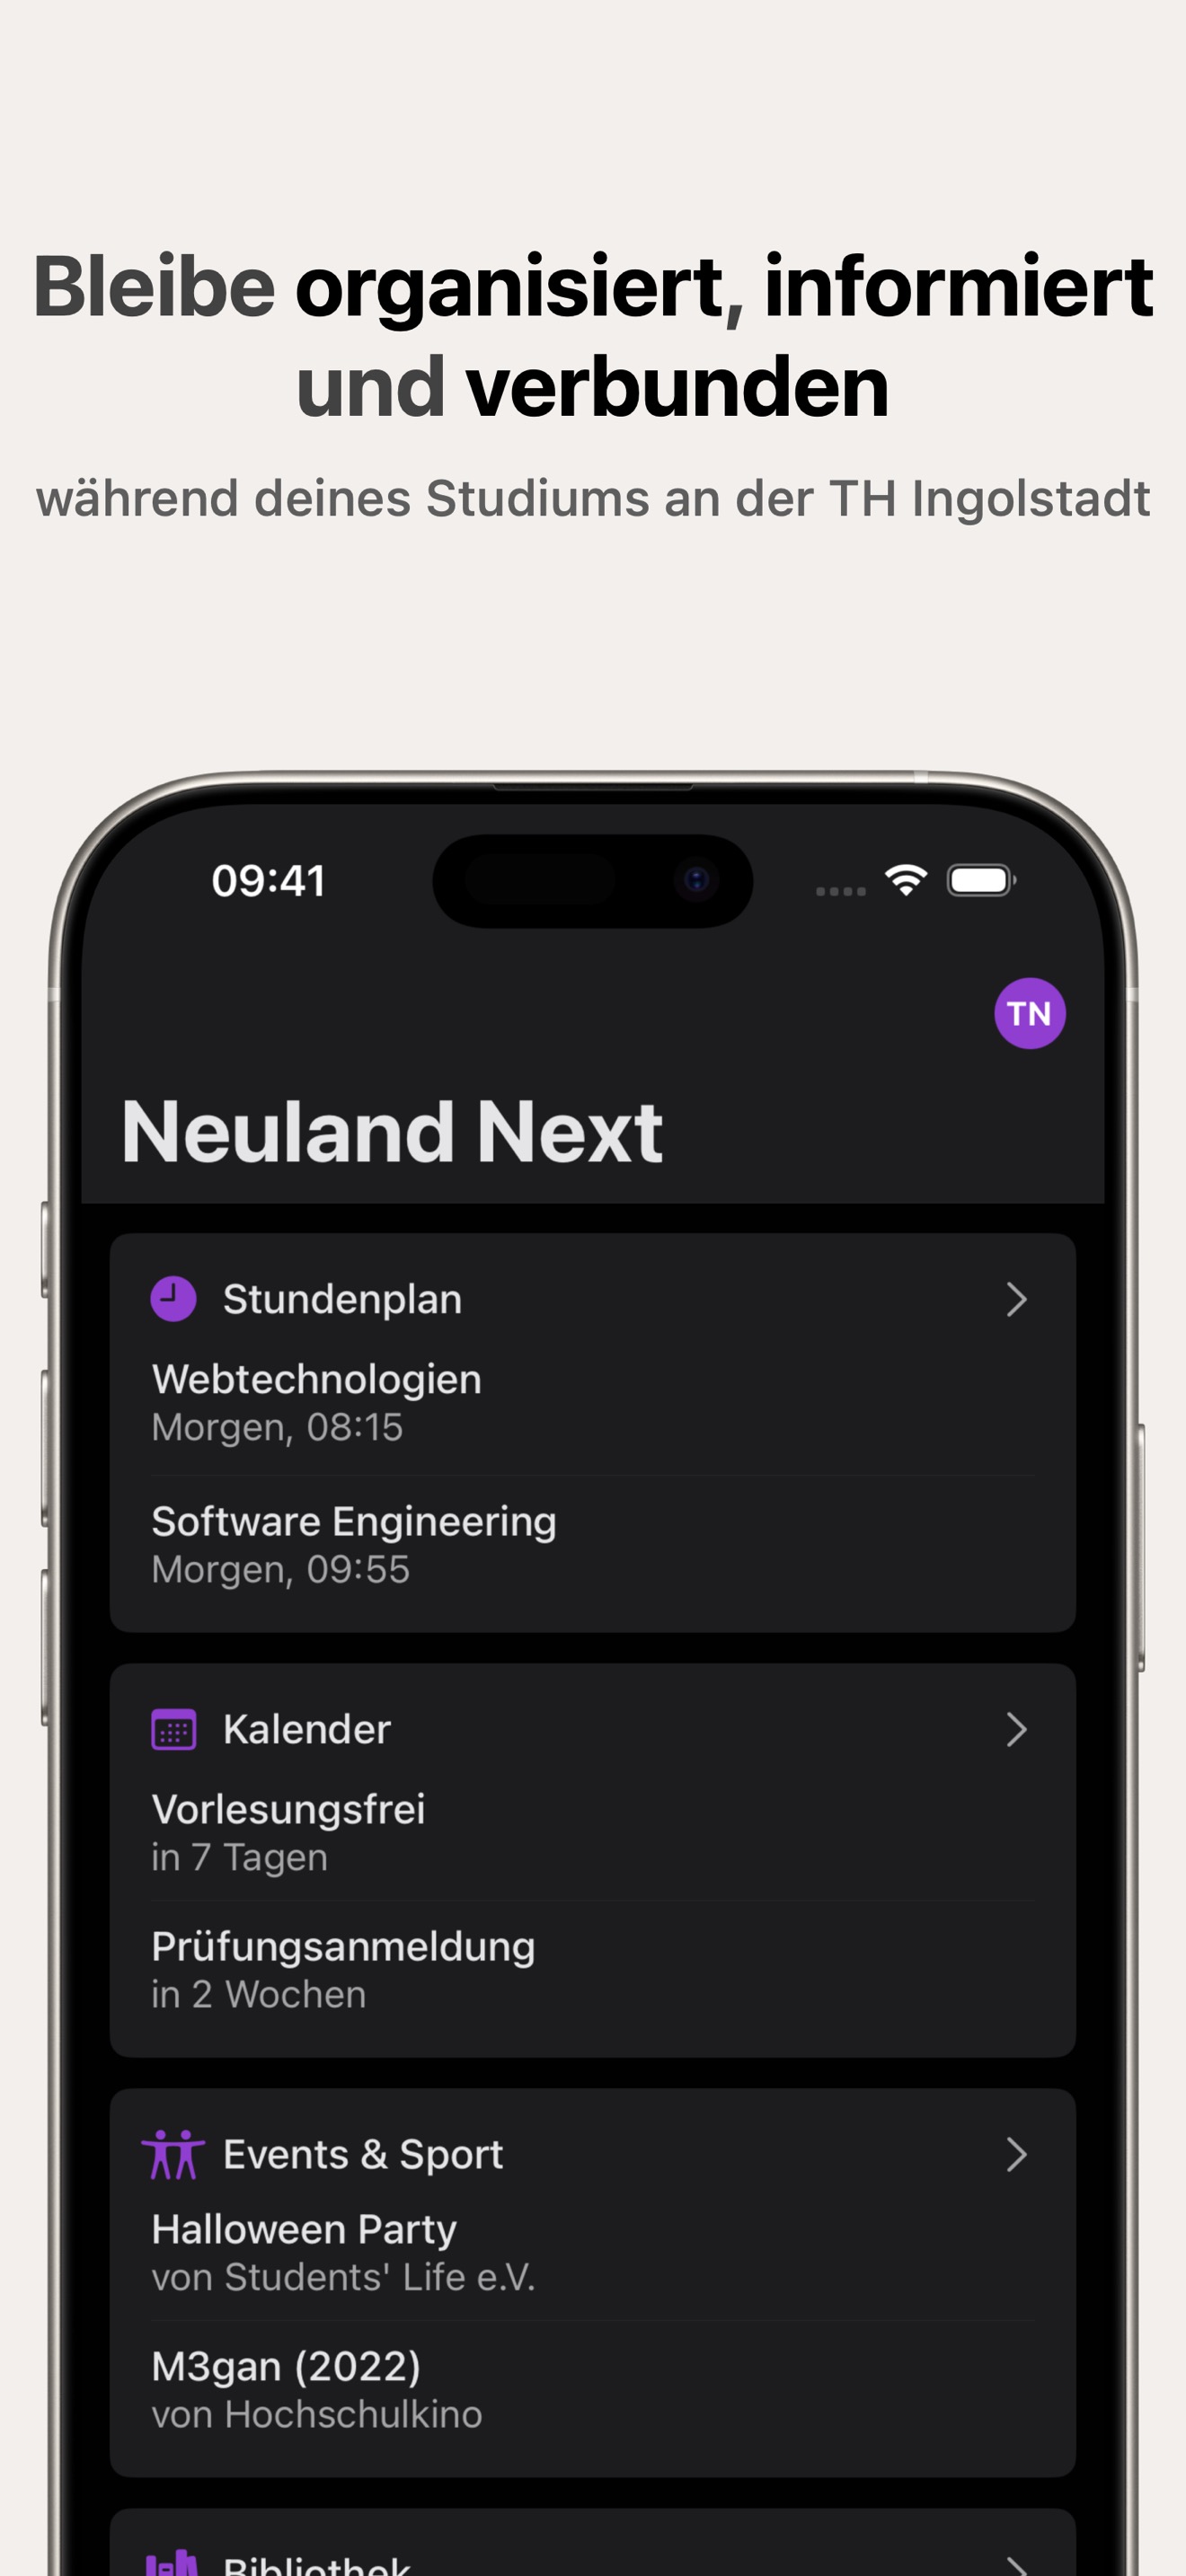 Bleibe organisiert, informiert
und verbunden
während deines Studiums an der TH Ingolstadt
09:41
TN
Neuland Next
Stundenplan
Webtechnologien
Morgen, 08:15
Software Engineering
Morgen, 09:55
Kalender
Vorlesungsfrei
in 7 Tagen
Prüfungsanmeldung
in 2 Wochen
Events & Sport
Halloween Party
von Students' Life e.V.
M3gan (2022)
von Hochschulkino
Bibliothek